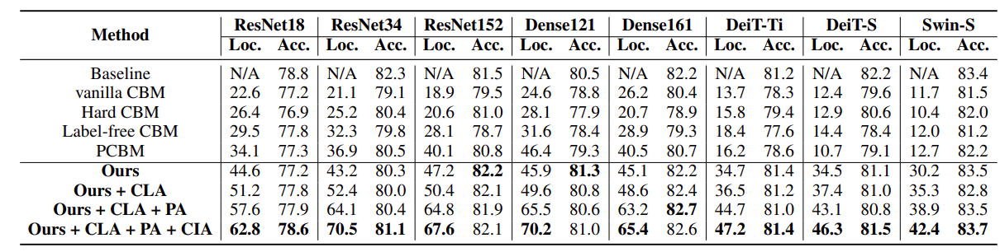 Method ResNet18 ResNet34 ResNet152 Dense121 Dense161 DeiT-Ti DeiT-S Swin-S
Loc. Acc. Loc. Acc. Loc. Acc. Loc. Acc. Loc. Acc. Loc. Acc. Loc. Acc. Loc. Acc.
Baseline N/A 78.8 N/A 82.3 N/A 81.5 N/A 80.5 N/A 82.2 N/A 81.2 N/A 82.2 N/A 83.4
vanilla CBM 22.6 77.2 21.1 79.1 18.9 79.5 24.6 78.8 26.2 80.4 13.7 78.3 12.4 79.6 11.7 81.5
Hard CBM 26.4 76.9 25.2 80.4 20.6 81.0 28.1 77.9 20.7 78.9 15.8 79.4 12.9 80.6 10.4 82.0
Label-free CBM 29.5 77.8 32.3 79.8 28.1 78.7 31.6 78.4 28.9 79.3 18.4 77.6 14.4 78.4 12.0 81.2
PCBM 34.1 77.3 36.9 80.5 40.1 80.8 46.4 79.3 40.5 80.7 16.2 78.6 10.7 79.1 12.7 82.2
Ours 44.6 77.2 43.2 80.3 47.2 82.2 45.9 81.3 45.1 82.2 34.7 81.4 34.5 81.1 30.2 83.5
Ours + CLA 51.2 77.8 52.4 80.0 50.4 82.1 49.6 80.8 48.6 82.4 36.5 81.2 37.4 81.0 35.3 82.8
Ours + CLA + PA 57.6 77.9 64.1 80.4 64.8 81.9 65.5 80.6 63.2 82.7 44.7 81.0 43.1 80.8 38.9 83.5
Ours + CLA + PA + CIA 62.8 78.6 70.5 81.1 67.6 82.1 70.2 81.0 65.4 82.6 47.2 81.4 46.3 81.5 42.4 83.7